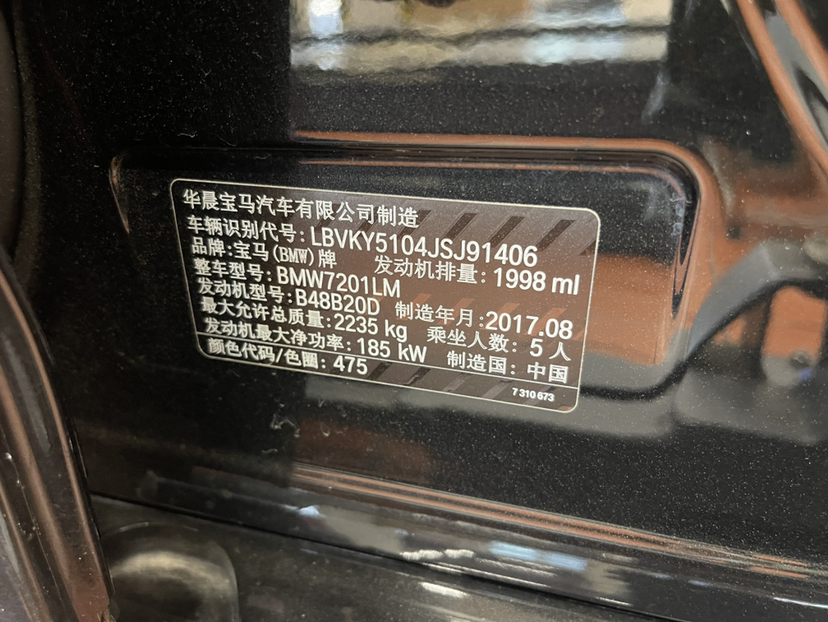 华晨宝马汽车有限公司制造
车辆识别代号: LBVKY5104JSJ91406
品牌: 宝马(BMW)牌 发动机排量: 1998 ml
整车型号: BMW7201LM
发动机型号: B48B20D 制造年月: 2017.08
最大允许总质量: 2235 kg 乘坐人数: 5 人
发动机最大净功率: 185 kW 制造国: 中国
颜色代码/色圈: 475
7 310 673